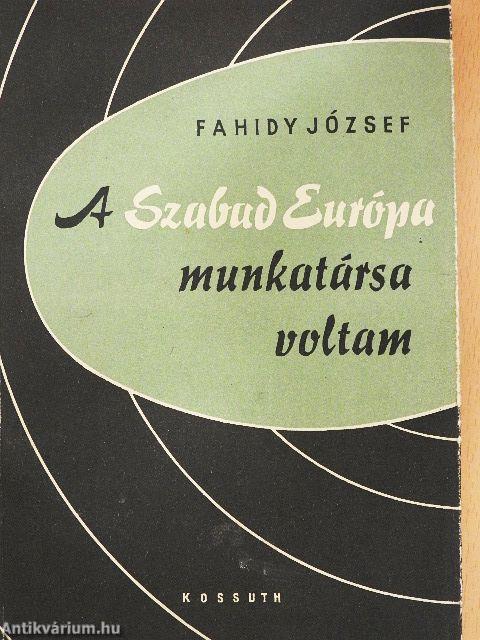 FAHIDY JÓZSEF
A Szabad Európa
munkatársa
voltam
KOSSUTH
Antikvárium.hu